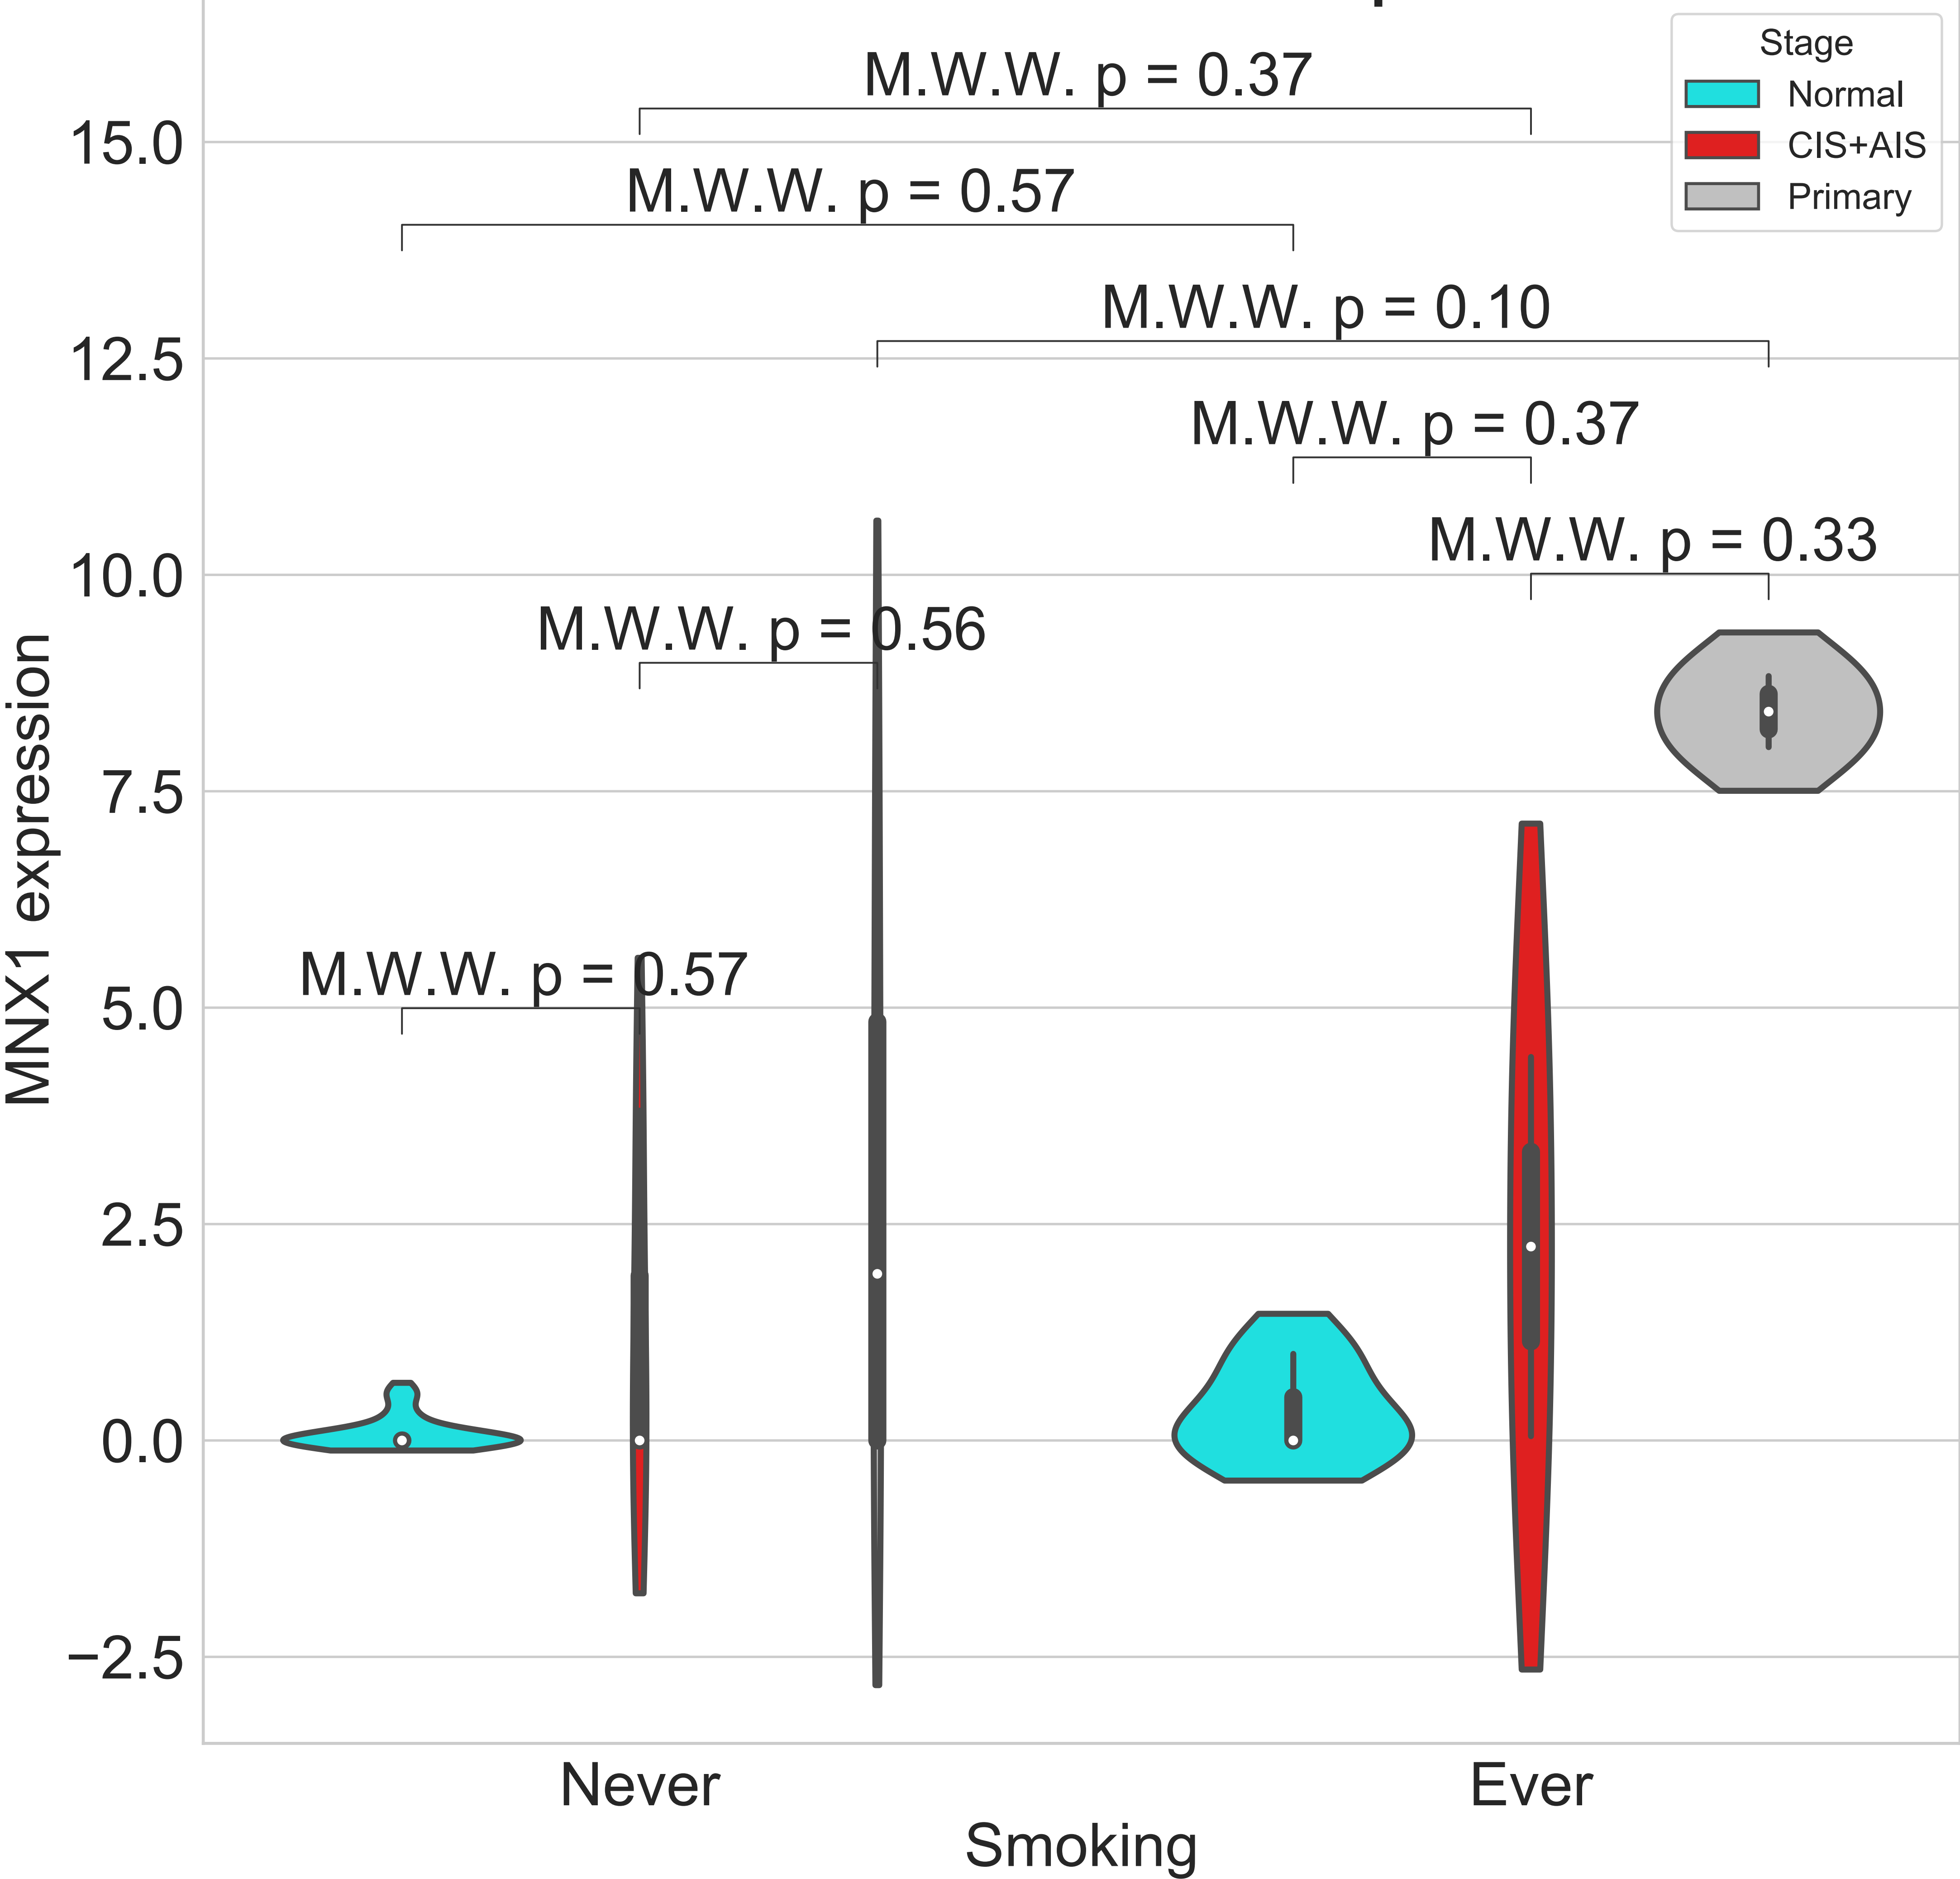 Stage
Normal
CIS+AIS
Primary
M.W.W. p = 0.37
M.W.W. p = 0.57
M.W.W. p = 0.10
M.W.W. p = 0.37
M.W.W. p = 0.33
M.W.W. p = 0.56
M.W.W. p = 0.57
15.0
12.5
10.0
7.5
5.0
2.5
0.0
−2.5
MNX1 expression
Never
Ever
Smoking